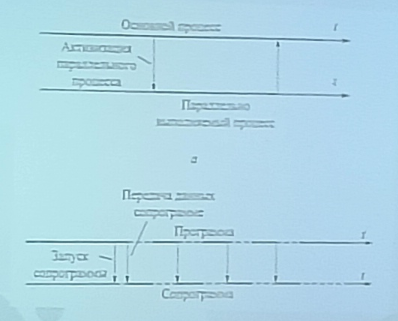 Основной процесс t
Активизация
параллельного
процесса
t
Параллельно
выполняемый процесс
а
Передача данных
сопрограмме
Программа t
Запуск
сопрограммы
t
Сопрограмма